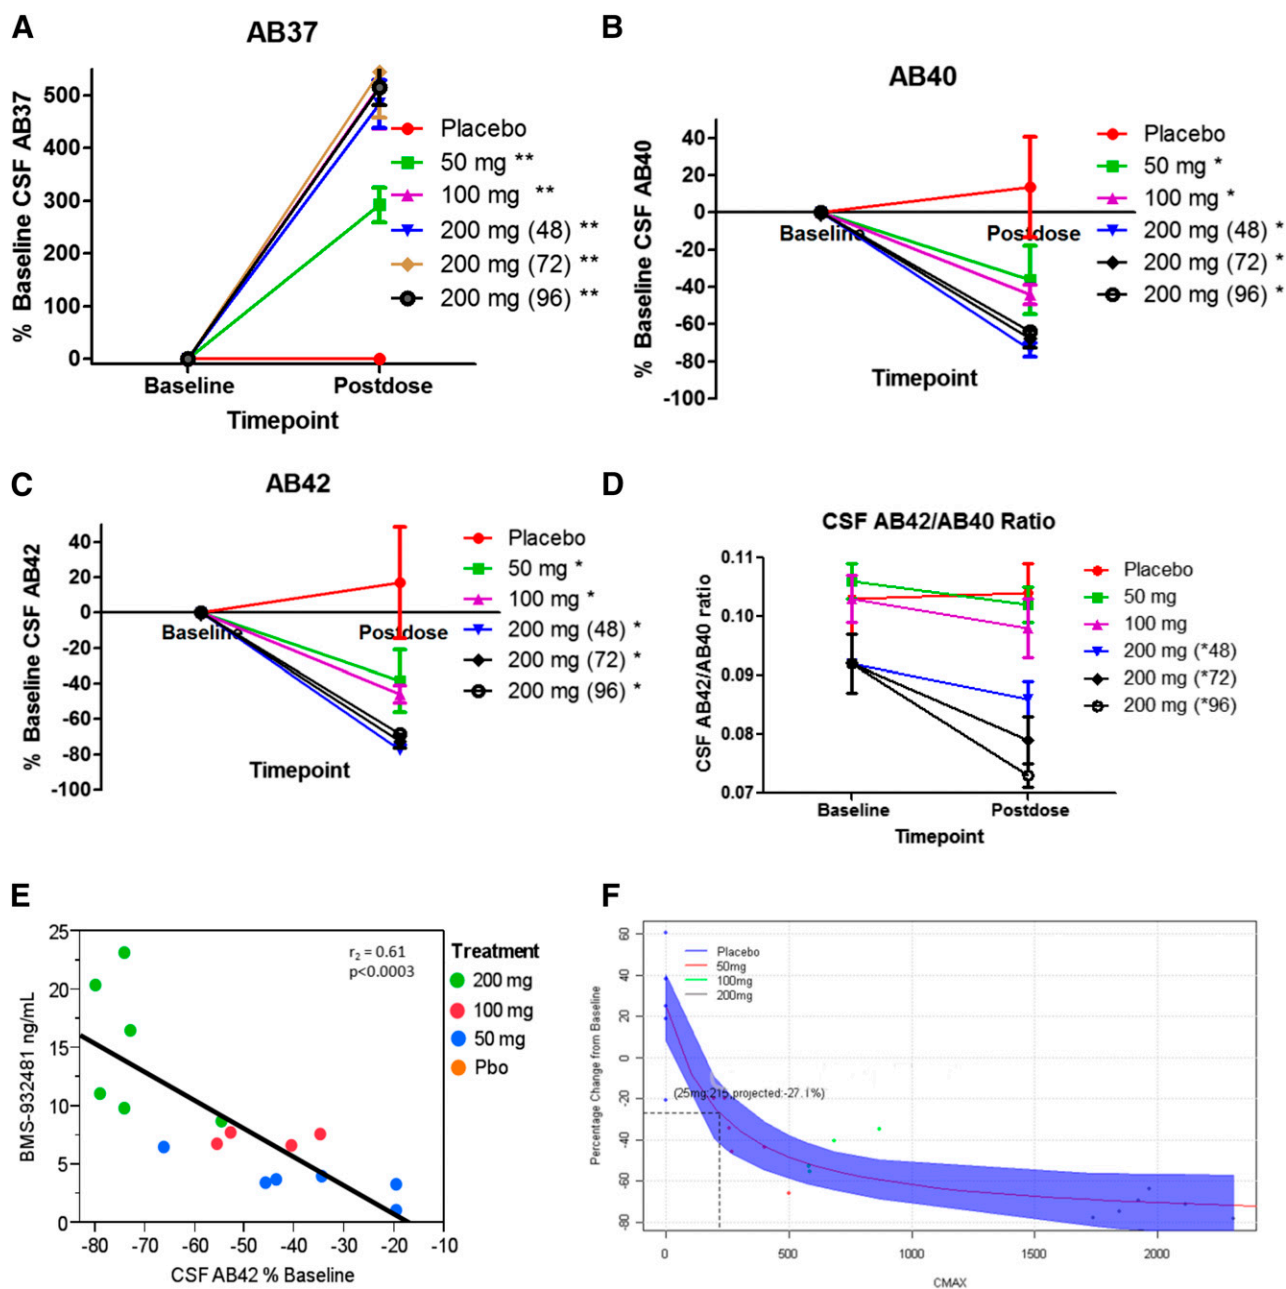 A
AB37
% Baseline CSF AB37
500
400
300
200
100
0
Baseline
Postdose
Timepoint
Placebo
50 mg **
100 mg **
200 mg (48) **
200 mg (72) **
200 mg (96) **
B
AB40
% Baseline CSF AB40
40
20
0
-20
-40
-60
-80
-100
Baseline
Postdose
Timepoint
Placebo
50 mg *
100 mg *
200 mg (48) *
200 mg (72) *
200 mg (96) *
C
AB42
% Baseline CSF AB42
40
20
0
-20
-40
-60
-80
-100
Baseline
Postdose
Timepoint
Placebo
50 mg *
100 mg *
200 mg (48) *
200 mg (72) *
200 mg (96) *
D
CSF AB42/AB40 Ratio
CSF AB42/AB40 ratio
0.11
0.10
0.09
0.08
0.07
Baseline
Postdose
Timepoint
Placebo
50 mg
100 mg
200 mg (*48)
200 mg (*72)
200 mg (*96)
E
BMS-932481 ng/mL
25
20
15
10
5
0
-80 -70 -60 -50 -40 -30 -20 -10
CSF AB42 % Baseline
r2 = 0.61
p<0.0003
Treatment
200 mg
100 mg
50 mg
Pbo
F
Percentage Change from Baseline
60
40
20
0
-20
-40
-60
-80
Placebo
50mg
100mg
200mg
(25mg:215,projected:-27.1%)
0 500 1000 1500 2000
CMAX